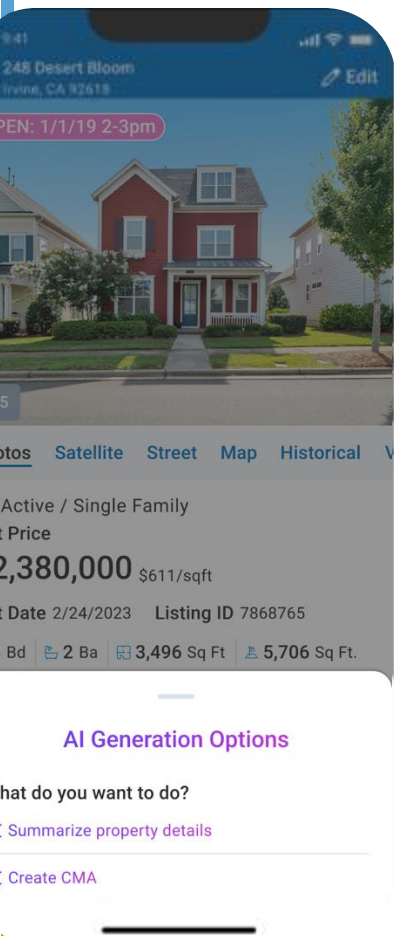 9:41
248 Desert Bloom
Edit
Irvine, CA 92618
PEN: 1/1/19 2-3pm
5
otos Satellite Street Map Historical V
Active / Single Family
t Price
2,380,000 $611/sqft
t Date 2/24/2023 Listing ID 7868765
Bd 2 Ba 3,496 Sq Ft 5,706 Sq Ft.
AI Generation Options
hat do you want to do?
Summarize property details
Create CMA